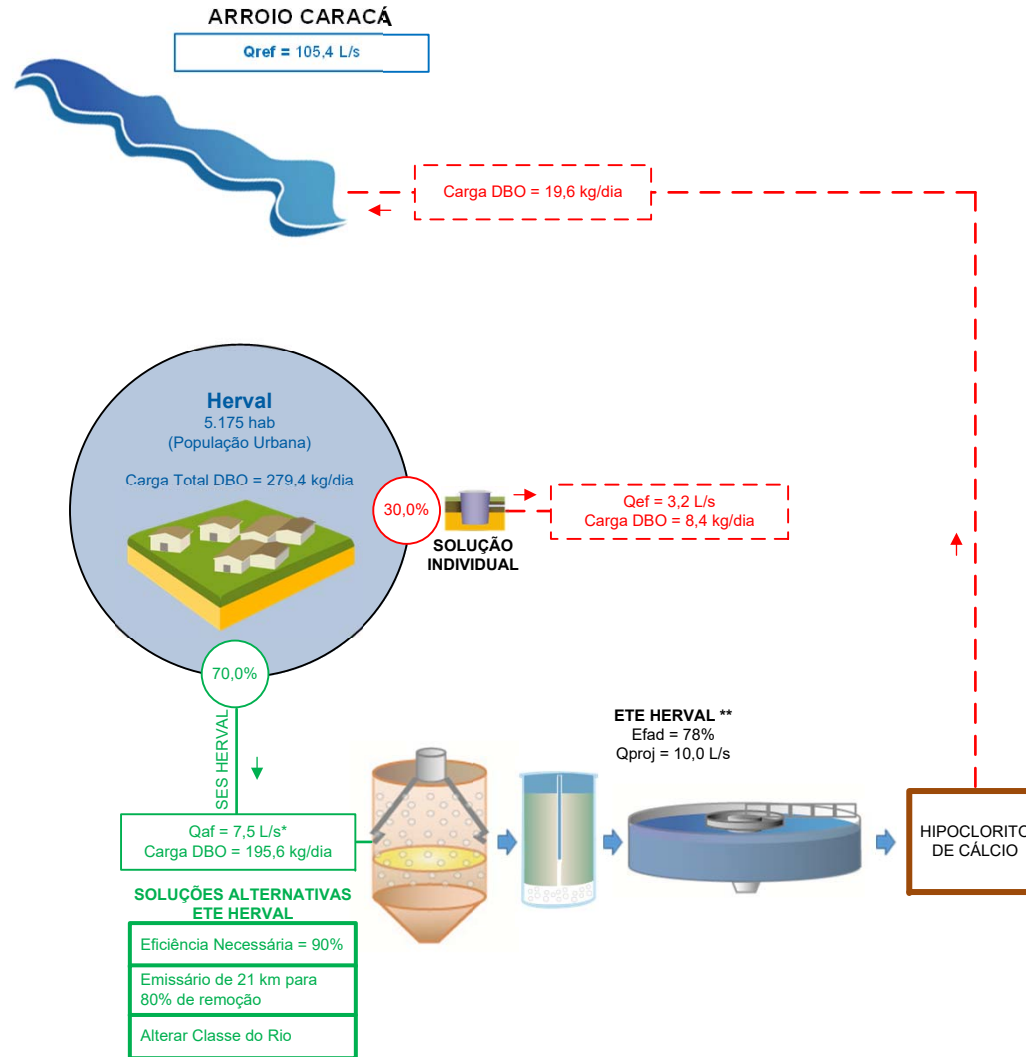 ARROIO CARACÁ
Qref = 105,4 L/s
Carga DBO = 19,6 kg/dia
Herval
5.175 hab
(População Urbana)
Carga Total DBO = 279,4 kg/dia
30,0%
SOLUÇÃO
INDIVIDUAL
Qef = 3,2 L/s
Carga DBO = 8,4 kg/dia
70,0%
SES HERVAL
Qaf = 7,5 L/s*
Carga DBO = 195,6 kg/dia
ETE HERVAL **
Efad = 78%
Qproj = 10,0 L/s
HIPOCLORITO
DE CÁLCIO
SOLUÇÕES ALTERNATIVAS
ETE HERVAL
Eficiência Necessária = 90%
Emissário de 21 km para
80% de remoção
Alterar Classe do Rio